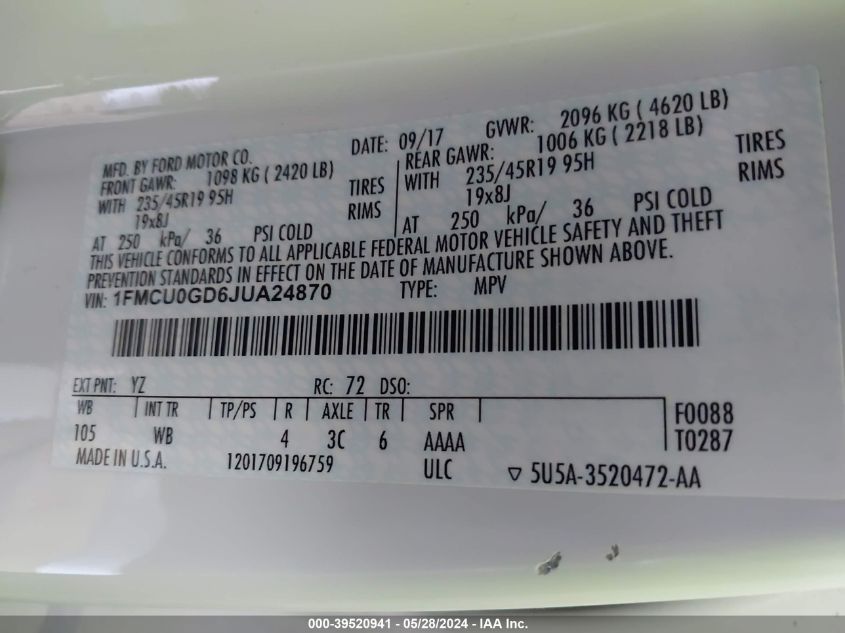 MFD. BY FORD MOTOR CO. DATE: 09/17 GVWR: 2096 KG ( 4620 LB)
FRONT GAWR: 1098 KG ( 2420 LB) REAR GAWR: 1006 KG ( 2218 LB)
WITH 235/45R19 95H TIRES WITH 235/45R19 95H TIRES
19x8J RIMS 19x8J RIMS
AT 250 kPa/ 36 PSI COLD AT 250 kPa/ 36 PSI COLD
THIS VEHICLE CONFORMS TO ALL APPLICABLE FEDERAL MOTOR VEHICLE SAFETY AND THEFT
PREVENTION STANDARDS IN EFFECT ON THE DATE OF MANUFACTURE SHOWN ABOVE.
VIN: 1FMCU0GD6JUA24870 TYPE: MPV
EXT PNT: YZ RC: 72 DSO:
WB INT TR TP/PS R AXLE TR SPR F0088
105 WB 4 3C 6 AAAA T0287
MADE IN U.S.A. 1201709196759 ULC ▽ 5U5A-3520472-AA
000-39520941 - 05/28/2024 - IAA Inc.